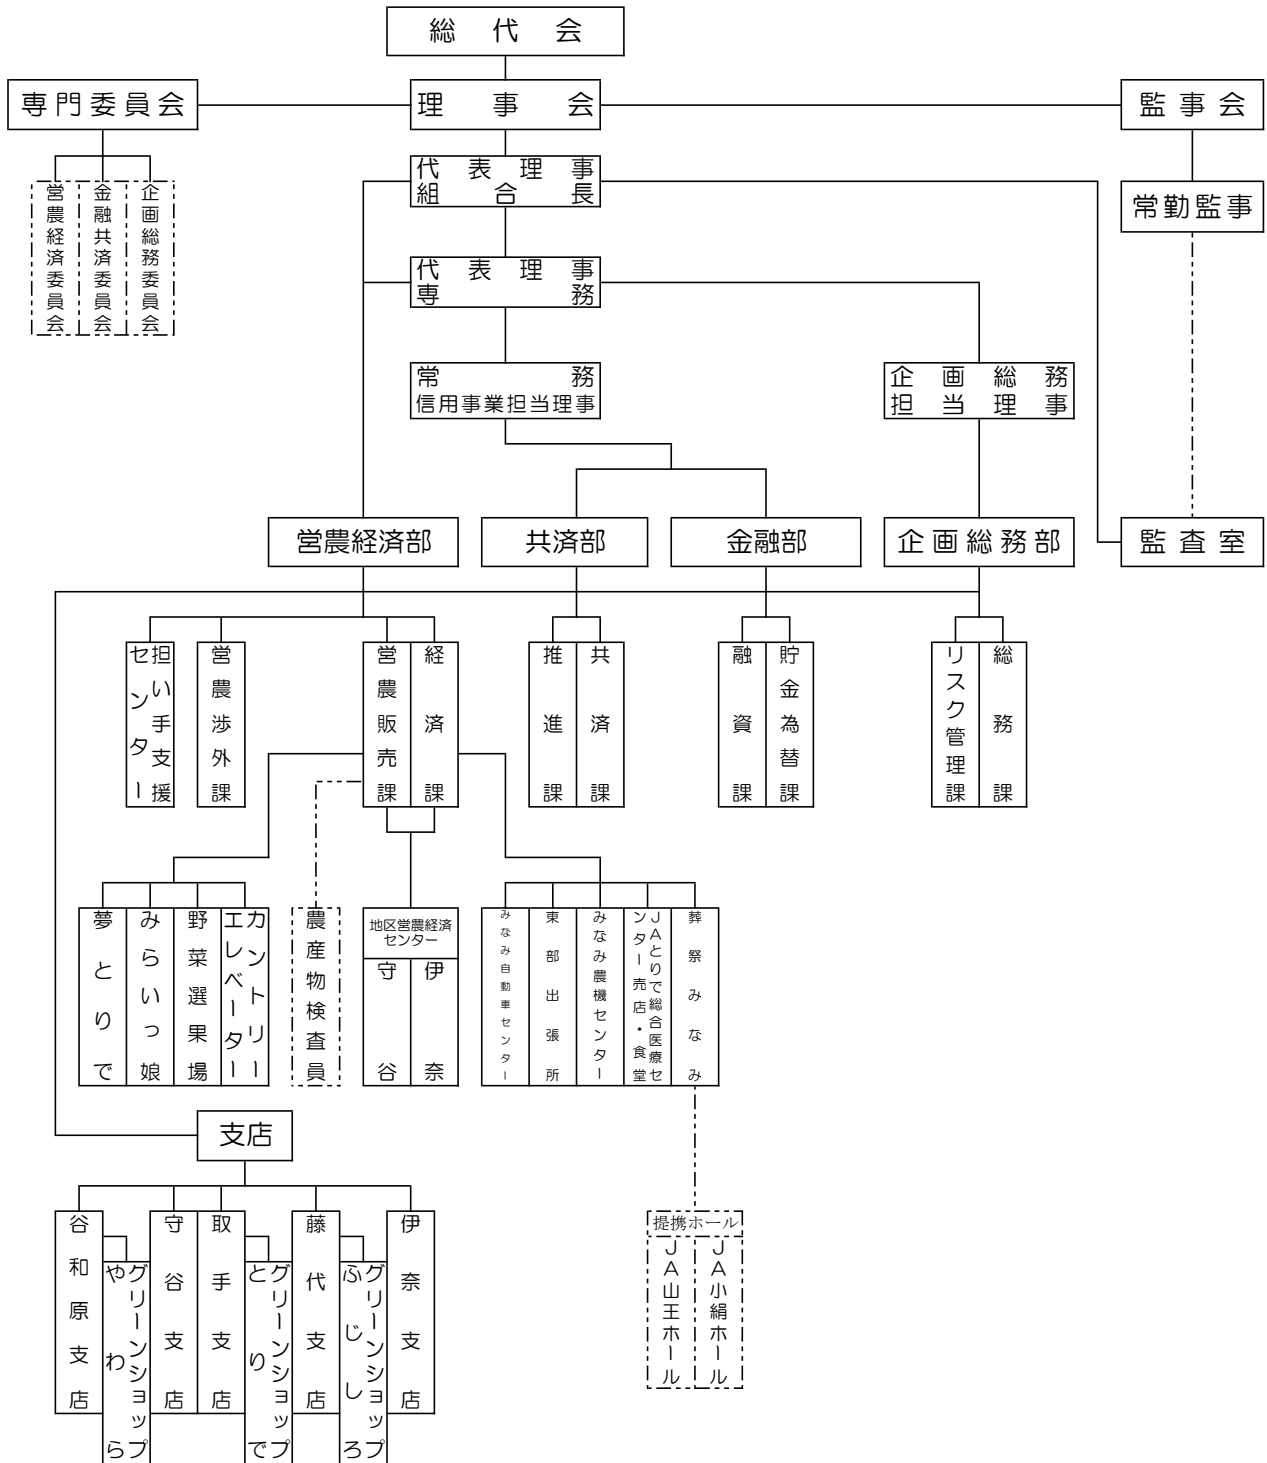 総代会
専門委員会
理事会
監事会
代表理事
組合長
営農経済委員会
金融共済委員会
企画総務委員会
常勤監事
代表理事
専務
常務
信用事業担当理事
企画総務
担当理事
営農経済部
共済部
金融部
企画総務部
監査室
担い手支援
センター
営農渉外課
営農販売課
経済課
推進課
共済課
融資課
貯金為替課
リスク管理課
総務課
夢とりで
みらいっ娘
野菜選果場
カントリー
エレベーター
農産物検査員
地区営農経済
センター
守谷
伊奈
みなみ自動車センター
東部出張所
みなみ農機センター
ＪＡとりで総合医療セ
ンター売店・食堂
葬祭みなみ
支店
谷和原支店
グリーンショップ
やわら
守谷支店
取手支店
グリーンショップ
とりで
藤代支店
グリーンショップ
ふじしろ
伊奈支店
提携ホール
ＪＡ山王ホール
ＪＡ小絹ホール